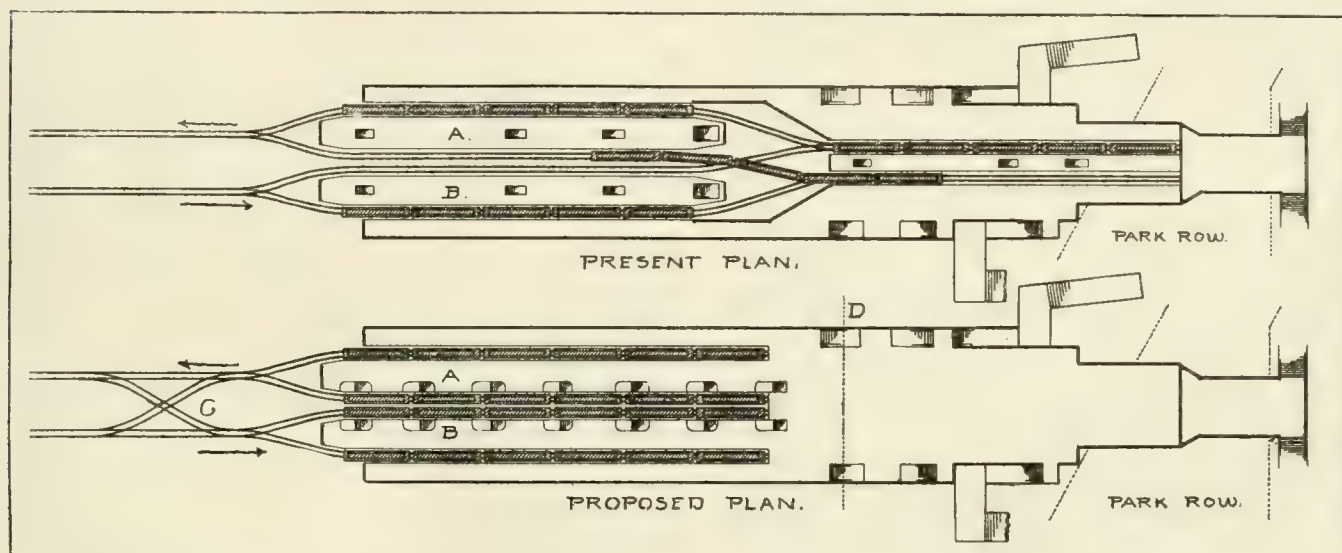 A.
B.
PARK ROW.
PRESENT PLAN.
D
A
C
B
PROPOSED PLAN.
PARK ROW.